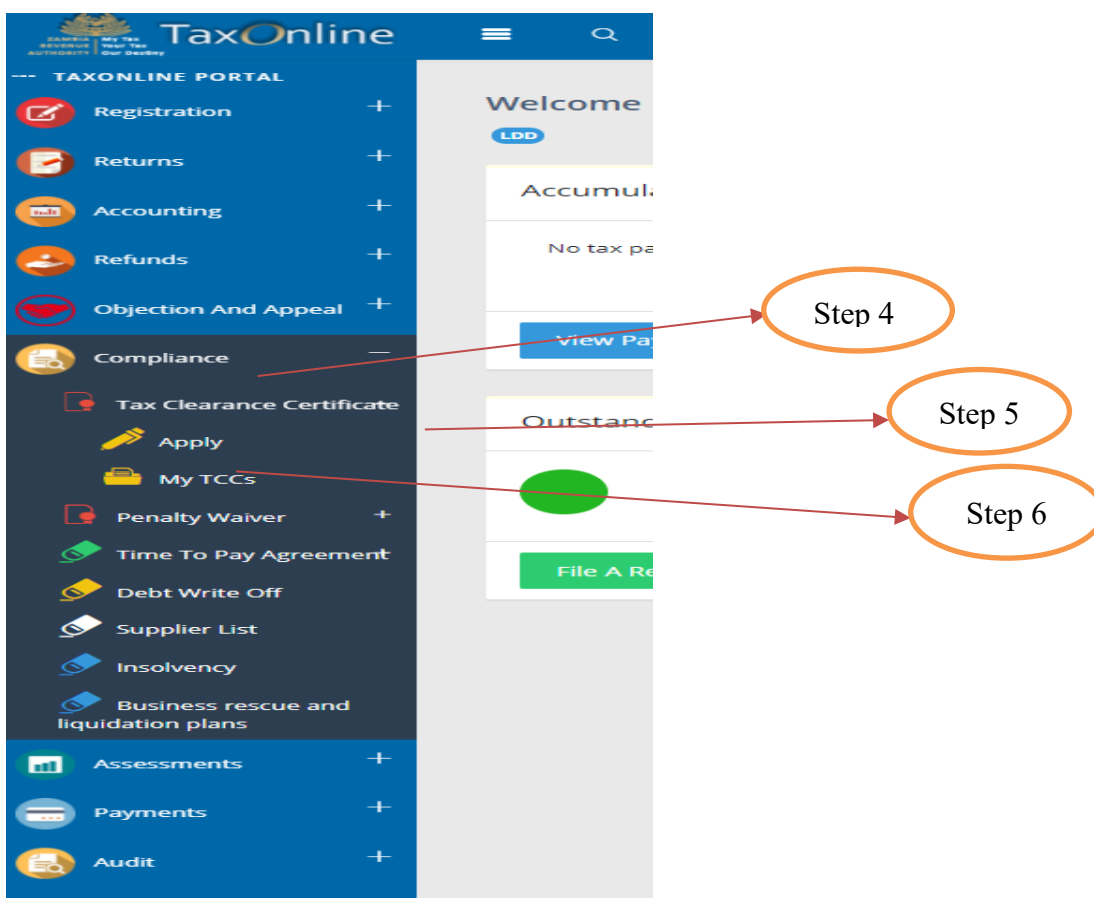 ZAMBIA
REVENUE
AUTHORITY
My Tax
Your Tax
Our Destiny
TaxOnline
--- TAXONLINE PORTAL
Registration +
Returns +
Accounting +
Refunds +
Objection And Appeal +
Compliance —
Tax Clearance Certificate
Apply
My TCCs
Penalty Waiver +
Time To Pay Agreement
Debt Write Off
Supplier List
Insolvency
Business rescue and
liquidation plans
Assessments +
Payments +
Audit +
Welcome
LDD
Accumula
No tax pa
View Pa
Outstanc
File A Re
Step 4
Step 5
Step 6